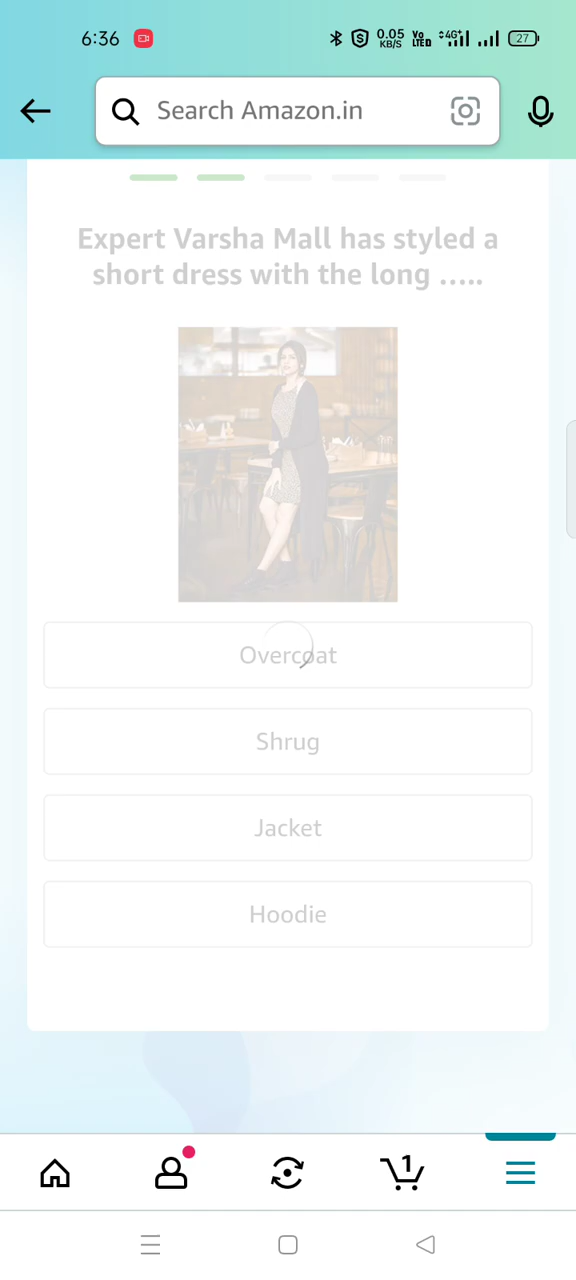 6:36
0.05
KB/S
Vo
LTED
4G+
27
Search Amazon.in
Expert Varsha Mall has styled a
short dress with the long .....
Overcoat
Shrug
Jacket
Hoodie
1